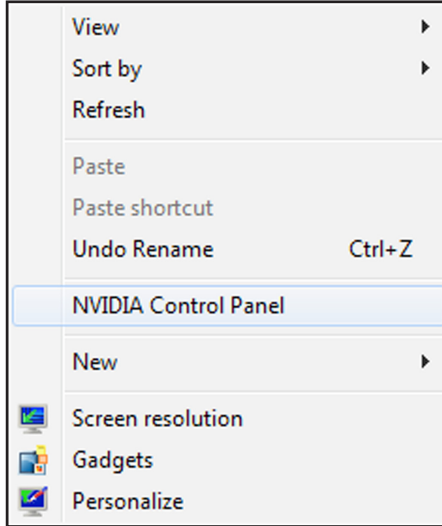 View
Sort by
Refresh
Paste
Paste shortcut
Undo Rename Ctrl+Z
NVIDIA Control Panel
New
Screen resolution
Gadgets
Personalize